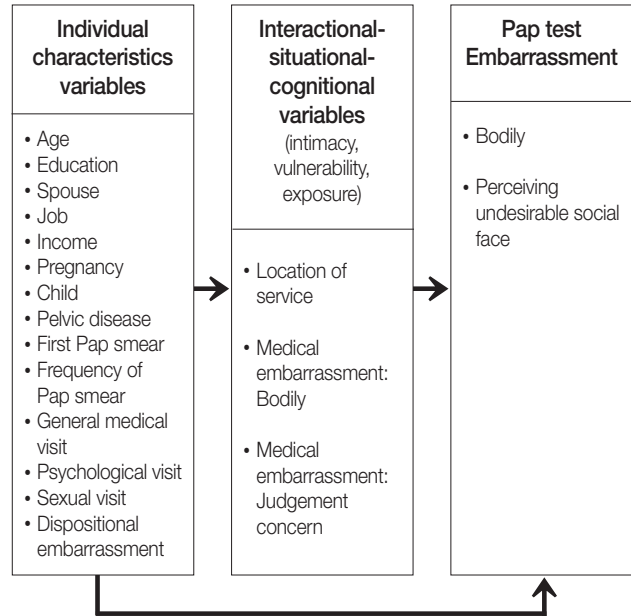 Individual
characteristics
variables
• Age
• Education
• Spouse
• Job
• Income
• Pregnancy
• Child
• Pelvic disease
• First Pap smear
• Frequency of
Pap smear
• General medical
visit
• Psychological visit
• Sexual visit
• Dispositional
embarrassment
Interactional-
situational-
cognitional
variables
(intimacy,
vulnerability,
exposure)
• Location of
service
• Medical
embarrassment:
Bodily
• Medical
embarrassment:
Judgement
concern
Pap test
Embarrassment
• Bodily
• Perceiving
undesirable social
face